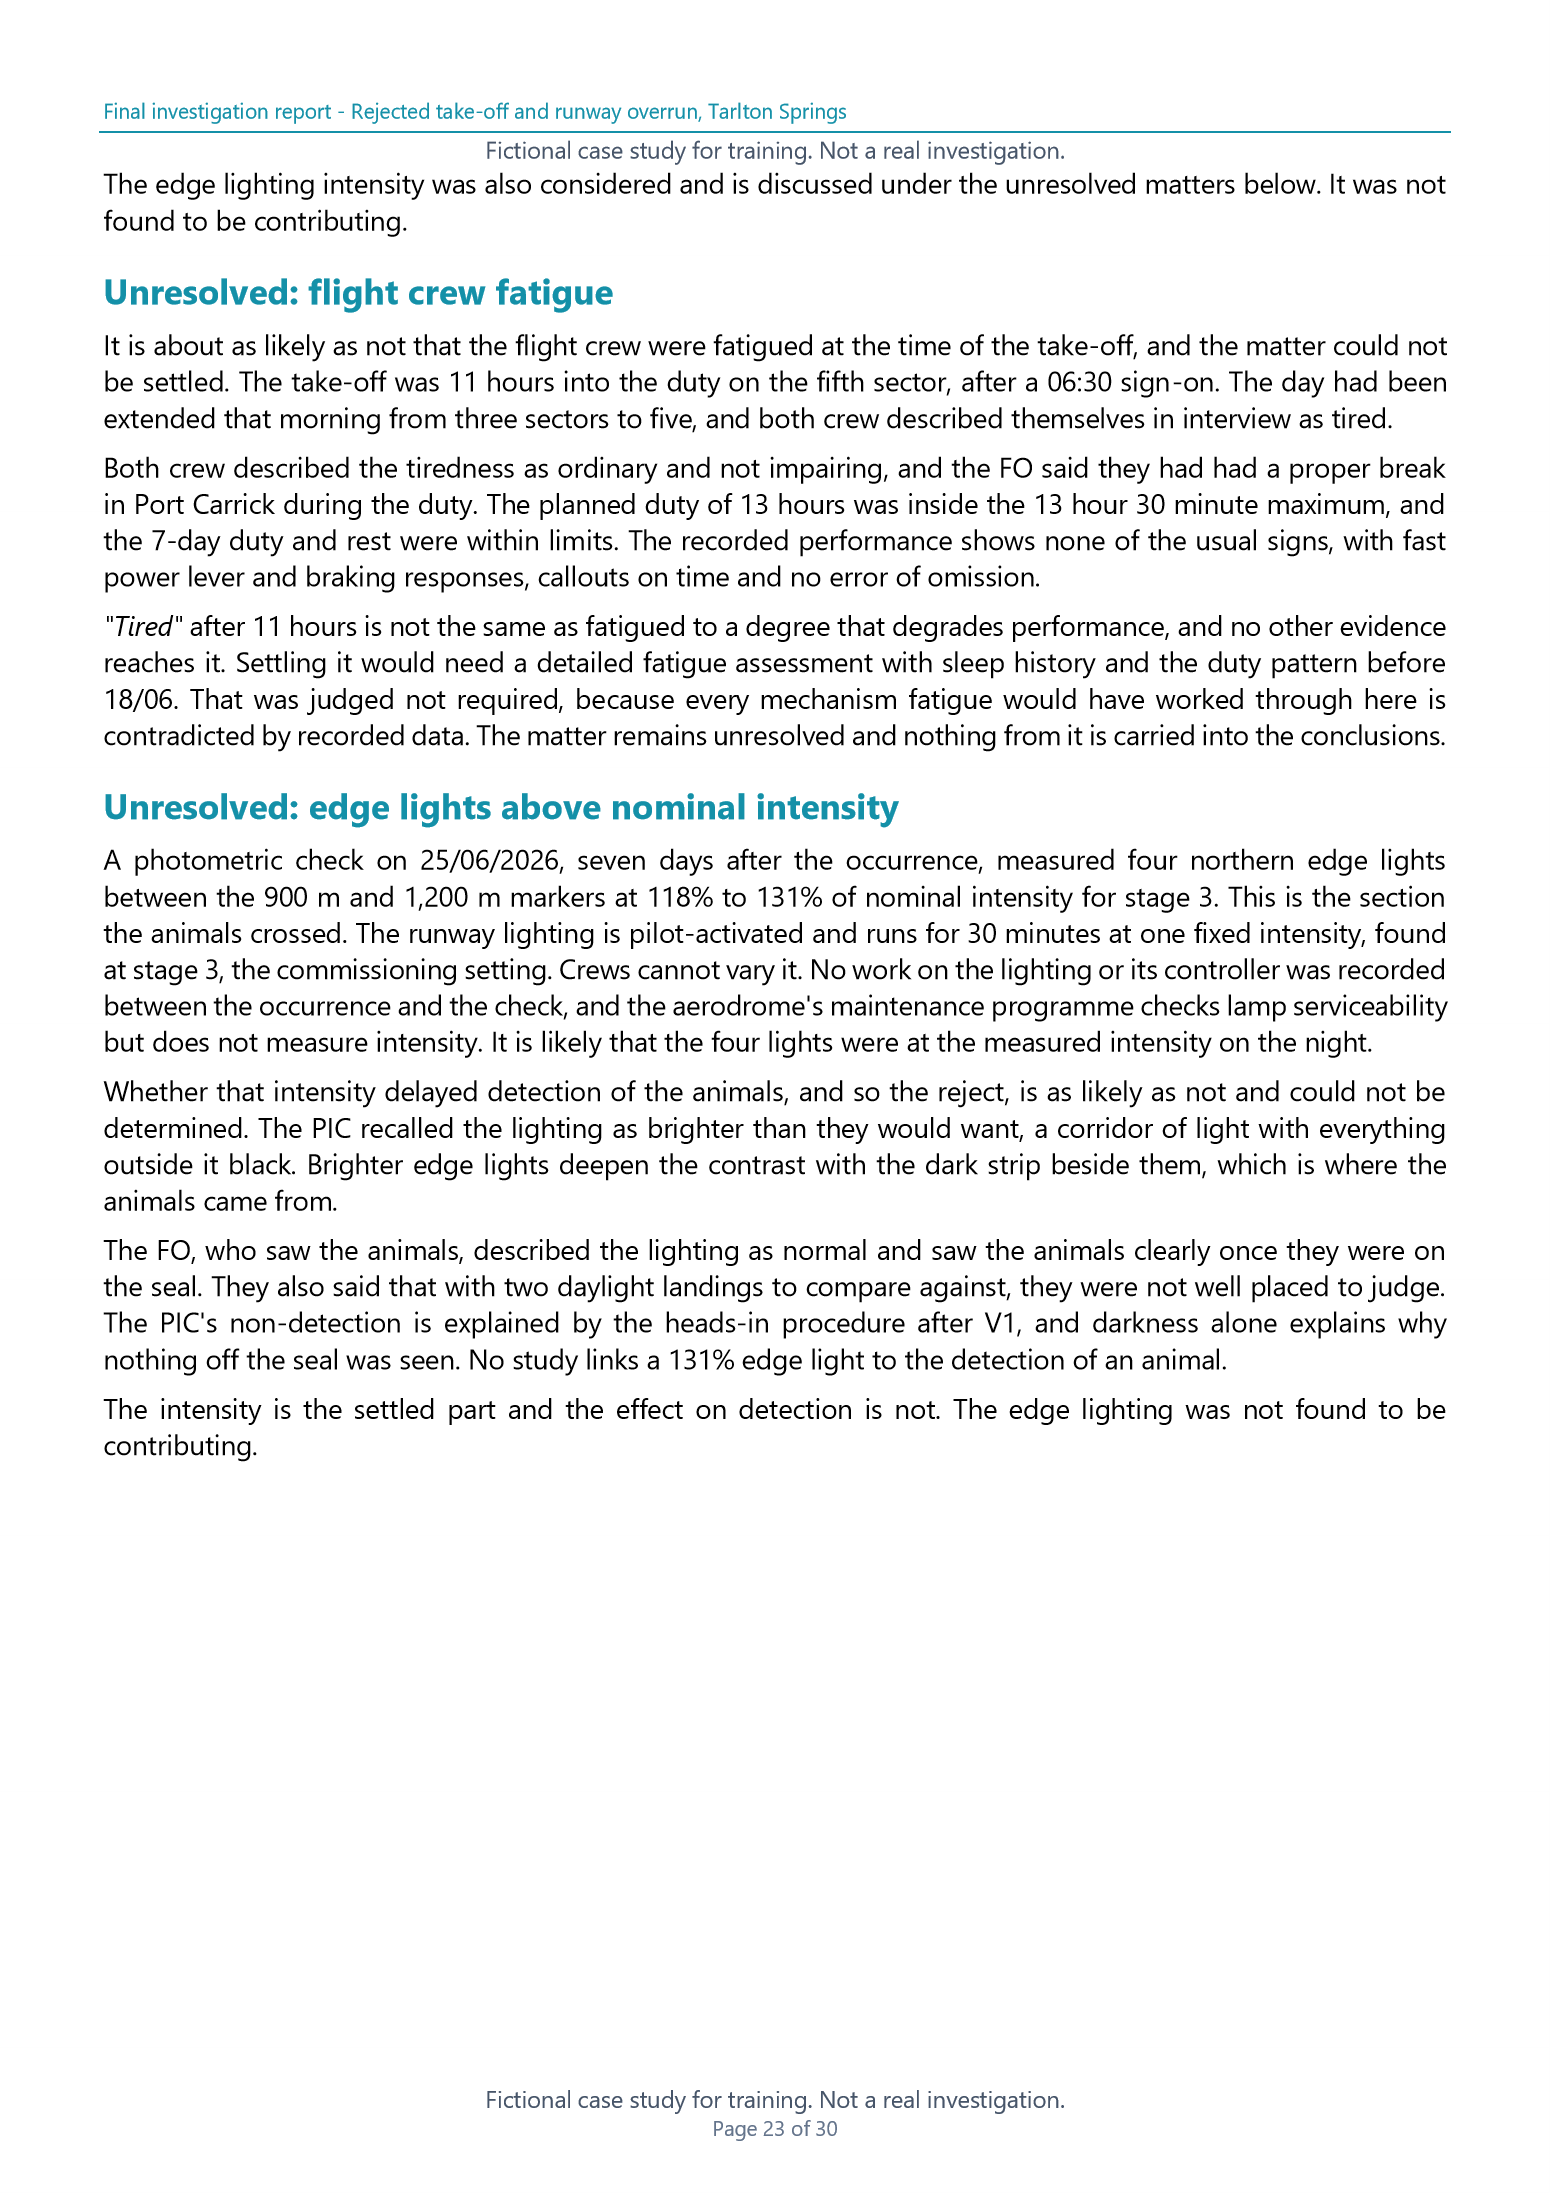 Final investigation report - Rejected take-off and runway overrun, Tarlton Springs
Fictional case study for training. Not a real investigation.
The edge lighting intensity was also considered and is discussed under the unresolved matters below. It was not
found to be contributing.
Unresolved: flight crew fatigue
It is about as likely as not that the flight crew were fatigued at the time of the take-off, and the matter could not
be settled. The take-off was 11 hours into the duty on the fifth sector, after a 06:30 sign-on. The day had been
extended that morning from three sectors to five, and both crew described themselves in interview as tired.
Both crew described the tiredness as ordinary and not impairing, and the FO said they had had a proper break
in Port Carrick during the duty. The planned duty of 13 hours was inside the 13 hour 30 minute maximum, and
the 7-day duty and rest were within limits. The recorded performance shows none of the usual signs, with fast
power lever and braking responses, callouts on time and no error of omission.
"Tired" after 11 hours is not the same as fatigued to a degree that degrades performance, and no other evidence
reaches it. Settling it would need a detailed fatigue assessment with sleep history and the duty pattern before
18/06. That was judged not required, because every mechanism fatigue would have worked through here is
contradicted by recorded data. The matter remains unresolved and nothing from it is carried into the conclusions.
Unresolved: edge lights above nominal intensity
A photometric check on 25/06/2026, seven days after the occurrence, measured four northern edge lights
between the 900 m and 1,200 m markers at 118% to 131% of nominal intensity for stage 3. This is the section
the animals crossed. The runway lighting is pilot-activated and runs for 30 minutes at one fixed intensity, found
at stage 3, the commissioning setting. Crews cannot vary it. No work on the lighting or its controller was recorded
between the occurrence and the check, and the aerodrome's maintenance programme checks lamp serviceability
but does not measure intensity. It is likely that the four lights were at the measured intensity on the night.
Whether that intensity delayed detection of the animals, and so the reject, is as likely as not and could not be
determined. The PIC recalled the lighting as brighter than they would want, a corridor of light with everything
outside it black. Brighter edge lights deepen the contrast with the dark strip beside them, which is where the
animals came from.
The FO, who saw the animals, described the lighting as normal and saw the animals clearly once they were on
the seal. They also said that with two daylight landings to compare against, they were not well placed to judge.
The PIC's non-detection is explained by the heads-in procedure after V1, and darkness alone explains why
nothing off the seal was seen. No study links a 131% edge light to the detection of an animal.
The intensity is the settled part and the effect on detection is not. The edge lighting was not found to be
contributing.
Fictional case study for training. Not a real investigation.
Page 23 of 30